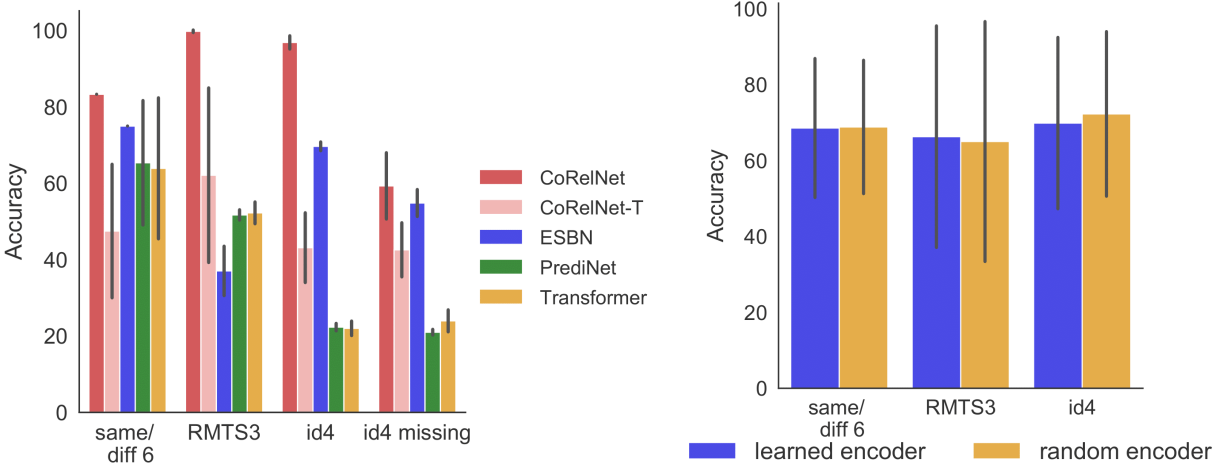 100
80
60
40
20
0
Accuracy
same/
diff 6
RMTS3
id4
id4 missing
CoRelNet
CoRelNet-T
ESBN
PrediNet
Transformer
100
80
60
40
20
0
Accuracy
same/
diff 6
RMTS3
id4
learned encoder
random encoder